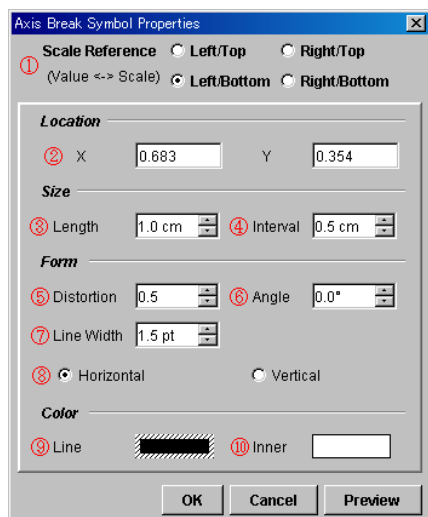 Axis Break Symbol Properties
Scale Reference Left/Top Right/Top
① (Value <-> Scale) Left/Bottom Right/Bottom
Location
② X 0.683 Y 0.354
Size
③ Length 1.0 cm ④ Interval 0.5 cm
Form
⑤ Distortion 0.5 ⑥ Angle 0.0°
⑦ Line Width 1.5 pt
⑧ Horizontal Vertical
Color
⑨ Line ⑩ Inner
OK Cancel Preview